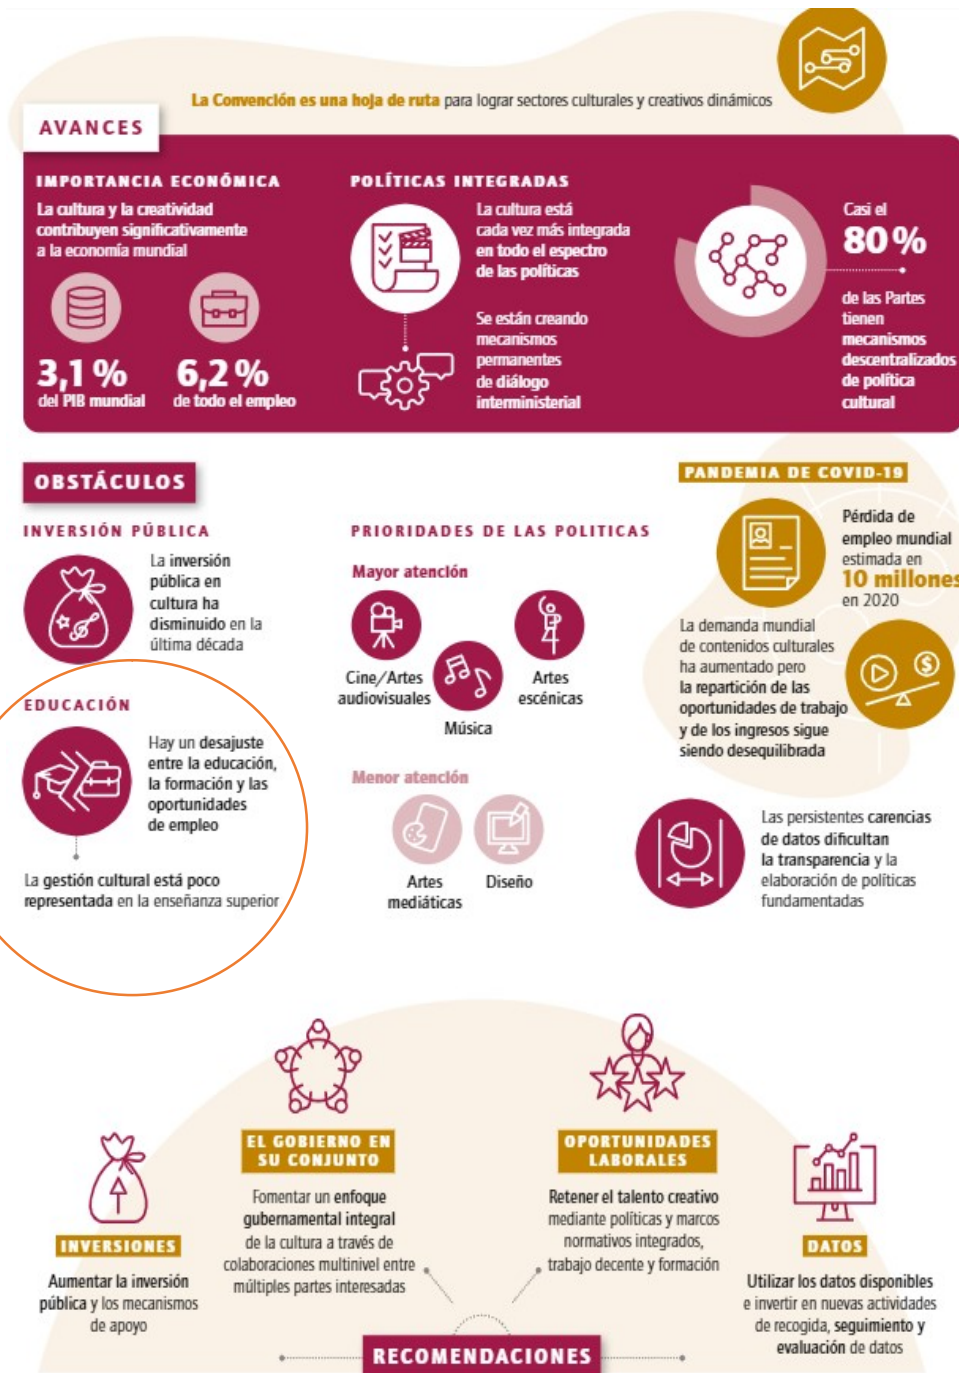 La Convención es una hoja de ruta para lograr sectores culturales y creativos dinámicos
AVANCES
IMPORTANCIA ECONÓMICA
La cultura y la creatividad
contribuyen significativamente
a la economía mundial
3,1 %
del PIB mundial
6,2 %
de todo el empleo
POLÍTICAS INTEGRADAS
La cultura está
cada vez más integrada
en todo el espectro
de las políticas
Se están creando
mecanismos
permanentes
de diálogo
interministerial
Casi el
80 %
de las Partes
tienen
mecanismos
descentralizados
de política
cultural
OBSTÁCULOS
INVERSIÓN PÚBLICA
La inversión
pública en
cultura ha
disminuido en la
última década
EDUCACIÓN
Hay un desajuste
entre la educación,
la formación y las
oportunidades
de empleo
La gestión cultural está poco
representada en la enseñanza superior
PRIORIDADES DE LAS POLITICAS
Mayor atención
Cine/Artes
audiovisuales
Música
Artes
escénicas
Menor atención
Artes
mediáticas
Diseño
PANDEMIA DE COVID-19
Pérdida de
empleo mundial
estimada en
10 millones
en 2020
La demanda mundial
de contenidos culturales
ha aumentado pero
la repartición de las
oportunidades de trabajo
y de los ingresos sigue
siendo desequilibrada
Las persistentes carencias
de datos dificultan
la transparencia y la
elaboración de políticas
fundamentadas
INVERSIONES
Aumentar la inversión
pública y los mecanismos
de apoyo
EL GOBIERNO EN
SU CONJUNTO
Fomentar un enfoque
gubernamental integral
de la cultura a través de
colaboraciones multinivel entre
múltiples partes interesadas
OPORTUNIDADES
LABORALES
Retener el talento creativo
mediante políticas y marcos
normativos integrados,
trabajo decente y formación
DATOS
Utilizar los datos disponibles
e invertir en nuevas actividades
de recogida, seguimiento y
evaluación de datos
RECOMENDACIONES